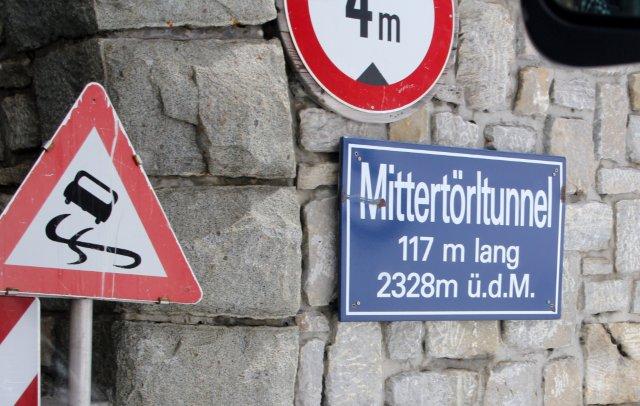 4 m
Mittertörltunnel
117 m lang
2328m ü.d.M.